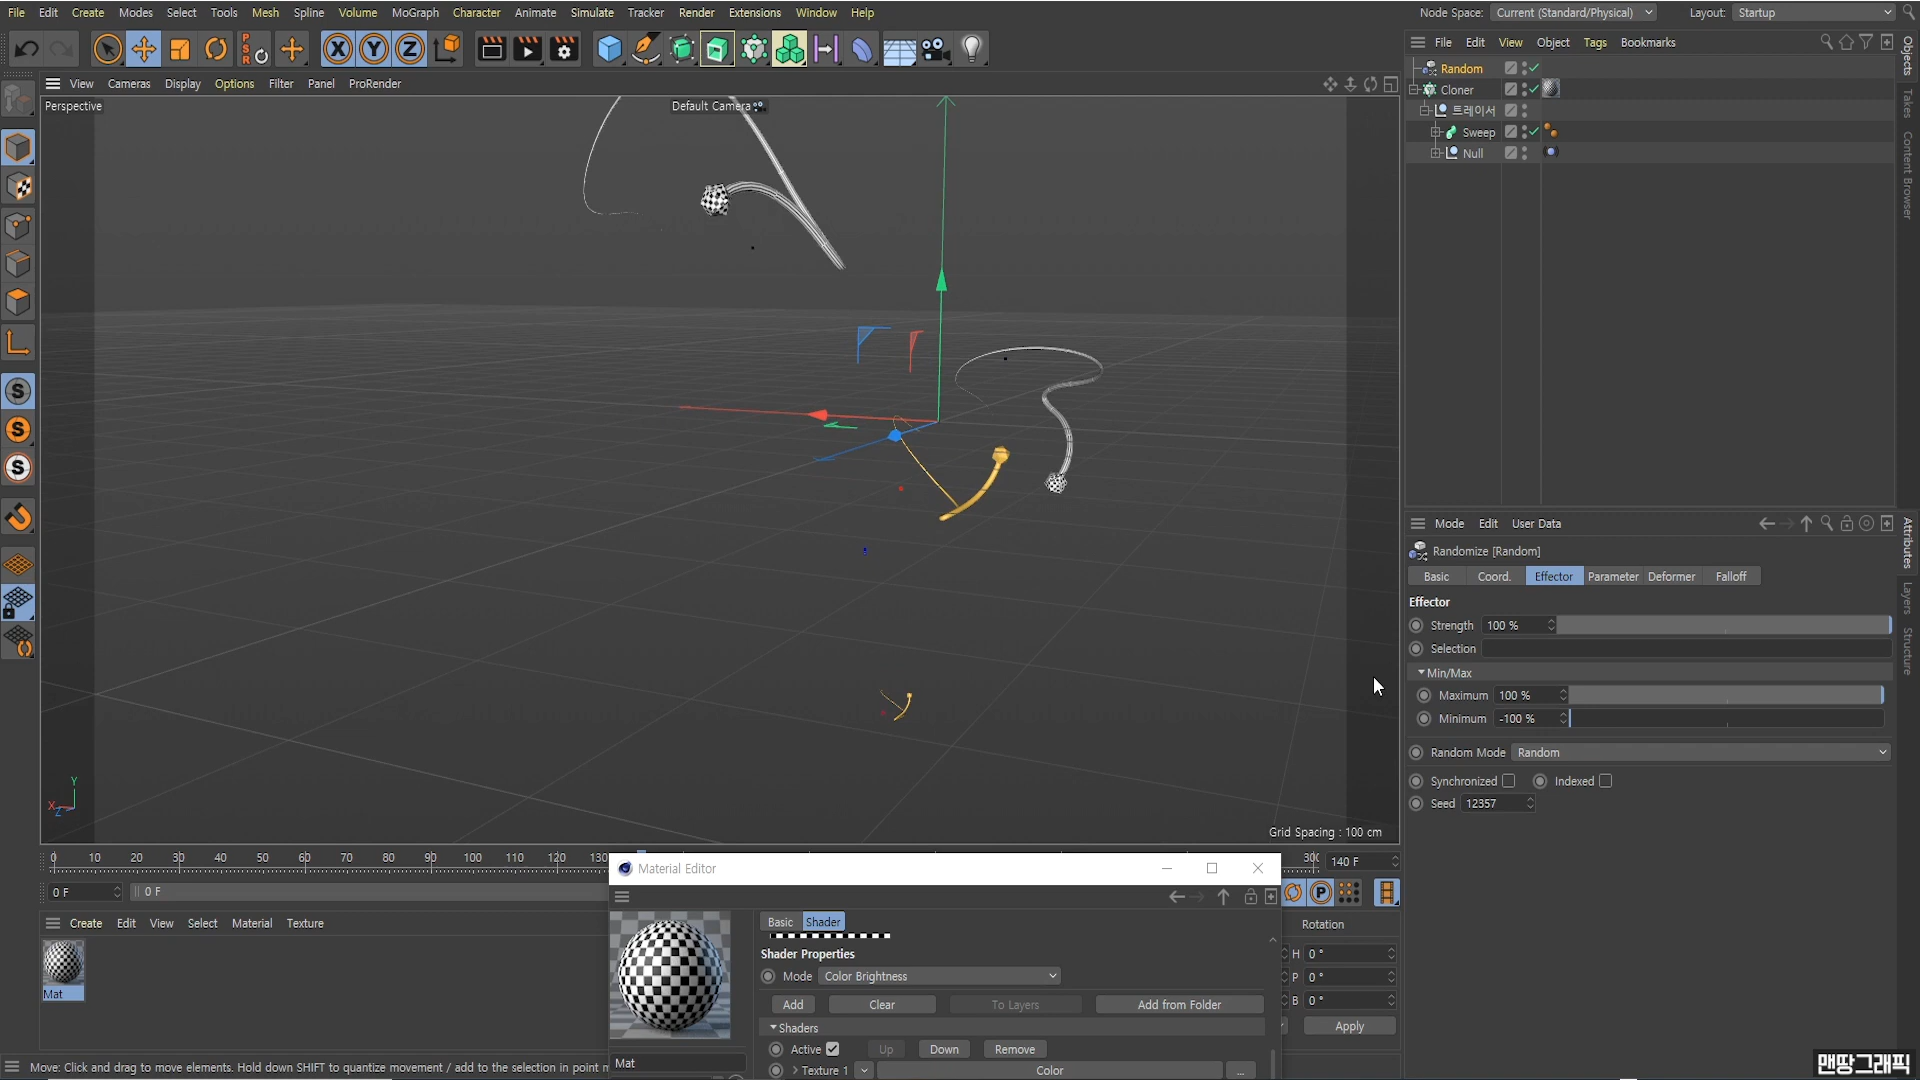 File Edit Create Modes Select Tools Mesh Spline Volume MoGraph Character Animate Simulate Tracker Render Extensions Window Help
Node Space: Current (Standard/Physical) Layout: Startup
P S R X Y Z
File Edit View Object Tags Bookmarks
View Cameras Display Options Filter Panel ProRender
Perspective
Default Camera
Random
Cloner
트레이서
Sweep
Null
Objects
Takes
Content Browser
Mode Edit User Data
Randomize [Random]
Basic Coord. Effector Parameter Deformer Falloff
Effector
Strength 100 %
Selection
Min/Max
Maximum 100 %
Minimum -100 %
Random Mode Random
Synchronized Indexed
Seed 12357
Attributes
Layers
Structure
S
S
S
Y
X
Z
Grid Spacing : 100 cm
0 10 20 30 40 50 60 70 80 90 100 110 120 130
140 F
0 F 0 F
P
Create Edit View Select Material Texture
Mat
Material Editor
Basic Shader
Shader Properties
Mode Color Brightness
Add Clear To Layers Add from Folder
Shaders
Active Up Down Remove
Texture 1 Color ...
Mat
Rotation
H 0 °
P 0 °
B 0 °
Apply
Move: Click and drag to move elements. Hold down SHIFT to quantize movement / add to the selection in point
맨땅그래픽